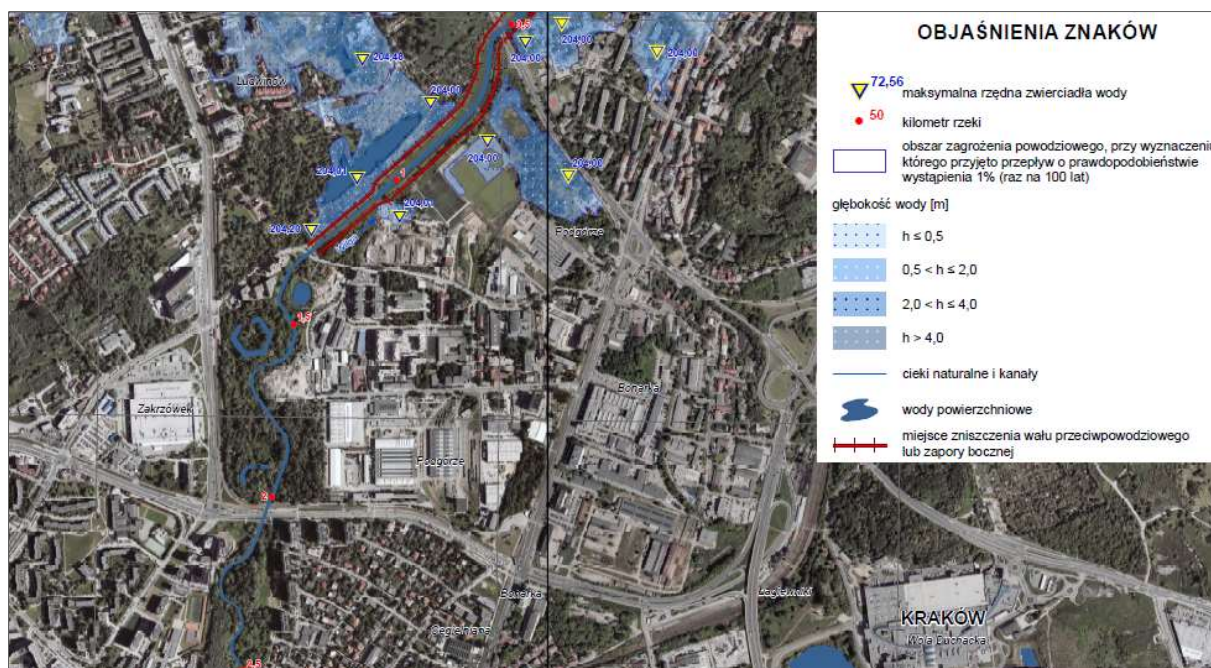 0,5
204,00
204,00
204,00
204,48
Ludwinów
204,00
204,00
204,00
204,01
1
204,20
204,01
Wilga
Podgórze
1,5
Bonarka
Zakrzówek
Podgórze
2
Bonarka
Łagiewniki
Cegielniana
KRAKÓW
Wola Duchacka
2,5
OBJAŚNIENIA ZNAKÓW
72,56
maksymalna rzędna zwierciadła wody
50
kilometr rzeki
obszar zagrożenia powodziowego, przy wyznaczeniu
którego przyjęto przepływ o prawdopodobieństwie
wystąpienia 1% (raz na 100 lat)
głębokość wody [m]
h ≤ 0,5
0,5 < h ≤ 2,0
2,0 < h ≤ 4,0
h > 4,0
cieki naturalne i kanały
wody powierzchniowe
miejsce zniszczenia wału przeciwpowodziowego
lub zapory bocznej